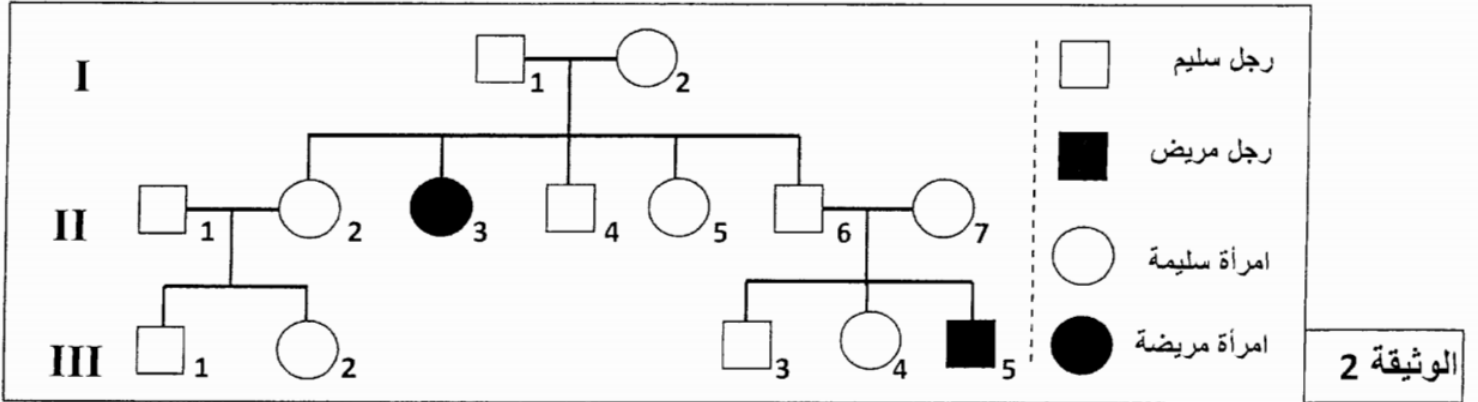 I
1 2
رجل سليم
رجل مريض
II
1 2 3 4 5 6 7
امرأة سليمة
III
1 2 3 4 5
امرأة مريضة
الوثيقة 2